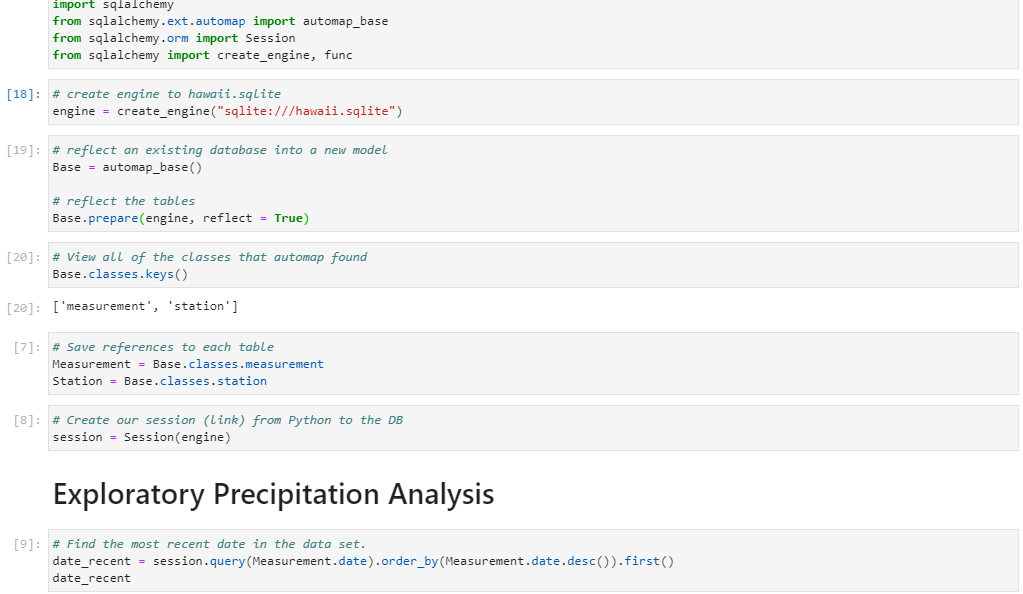 import sqlalchemy
from sqlalchemy.ext.automap import automap_base
from sqlalchemy.orm import Session
from sqlalchemy import create_engine, func
[18]: # create engine to hawaii.sqlite
engine = create_engine("sqlite:///hawaii.sqlite")
[19]: # reflect an existing database into a new model
Base = automap_base()
# reflect the tables
Base.prepare(engine, reflect = True)
[20]: # View all of the classes that automap found
Base.classes.keys()
[20]: ['measurement', 'station']
[7]: # Save references to each table
Measurement = Base.classes.measurement
Station = Base.classes.station
[8]: # Create our session (link) from Python to the DB
session = Session(engine)
Exploratory Precipitation Analysis
[9]: # Find the most recent date in the data set.
date_recent = session.query(Measurement.date).order_by(Measurement.date.desc()).first()
date_recent